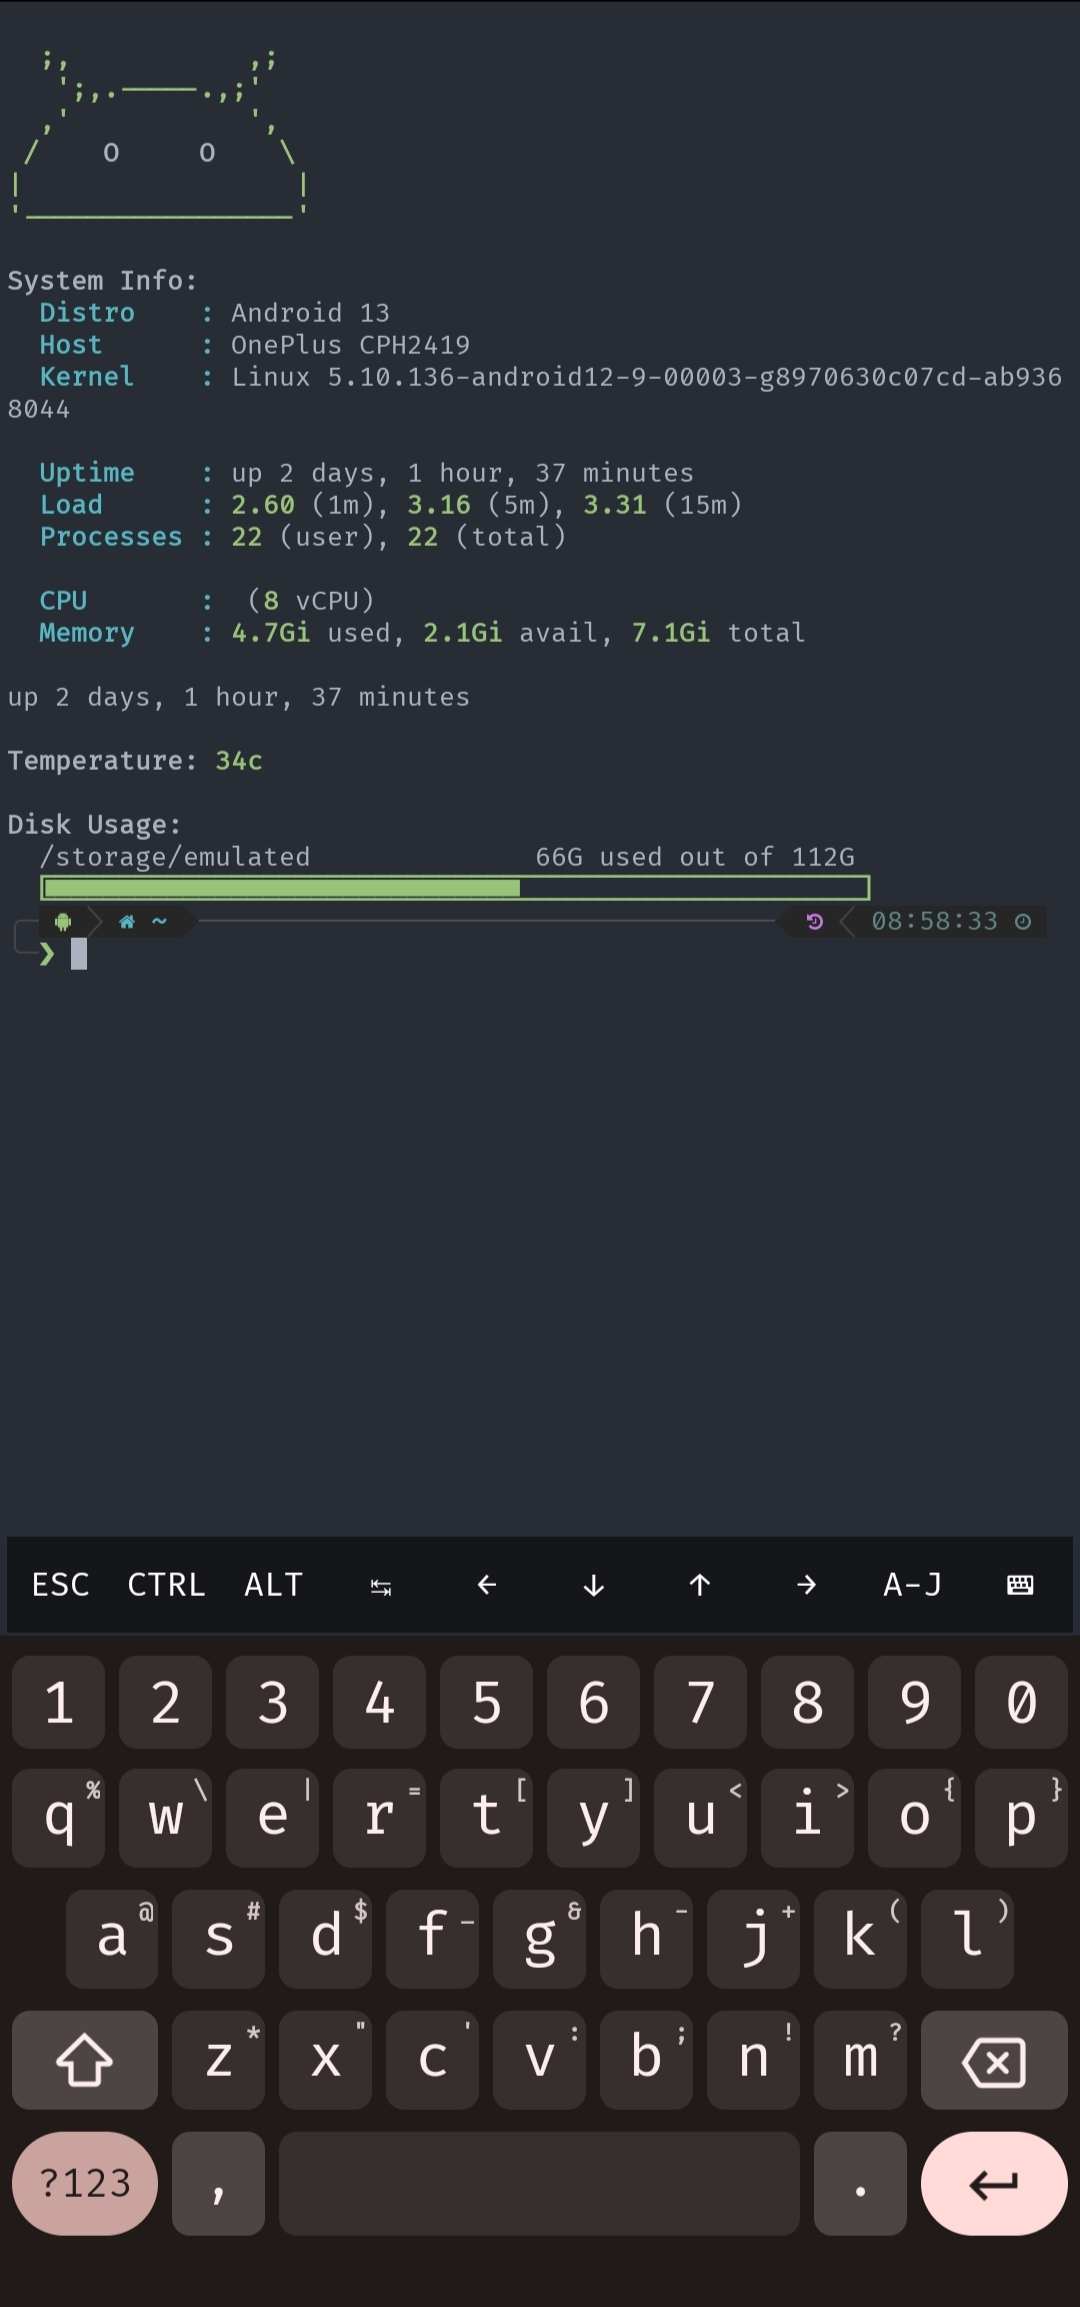 System Info:
Distro : Android 13
Host : OnePlus CPH2419
Kernel : Linux 5.10.136-android12-9-00003-g8970630c07cd-ab936
8044
Uptime : up 2 days, 1 hour, 37 minutes
Load : 2.60 (1m), 3.16 (5m), 3.31 (15m)
Processes : 22 (user), 22 (total)
CPU : (8 vCPU)
Memory : 4.7Gi used, 2.1Gi avail, 7.1Gi total
up 2 days, 1 hour, 37 minutes
Temperature: 34c
Disk Usage:
/storage/emulated 66G used out of 112G
~ 08:58:33
❯
ESC CTRL ALT ↹ ← ↓ ↑ → A-J
1 2 3 4 5 6 7 8 9 0
q % w \ e | r = t [ y ] u < i > o { p }
a @ s # d $ f _ g & h - j + k ( l )
z * x " c ' v : b ; n ! m ?
?123 , .